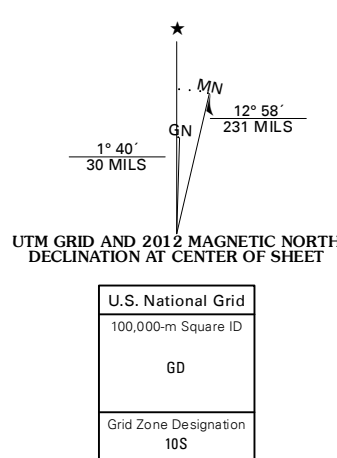 ★
MN
GN
12° 58´
231 MILS
1° 40´
30 MILS
UTM GRID AND 2012 MAGNETIC NORTH
DECLINATION AT CENTER OF SHEET
U.S. National Grid
100,000-m Square ID
GD
Grid Zone Designation
10S